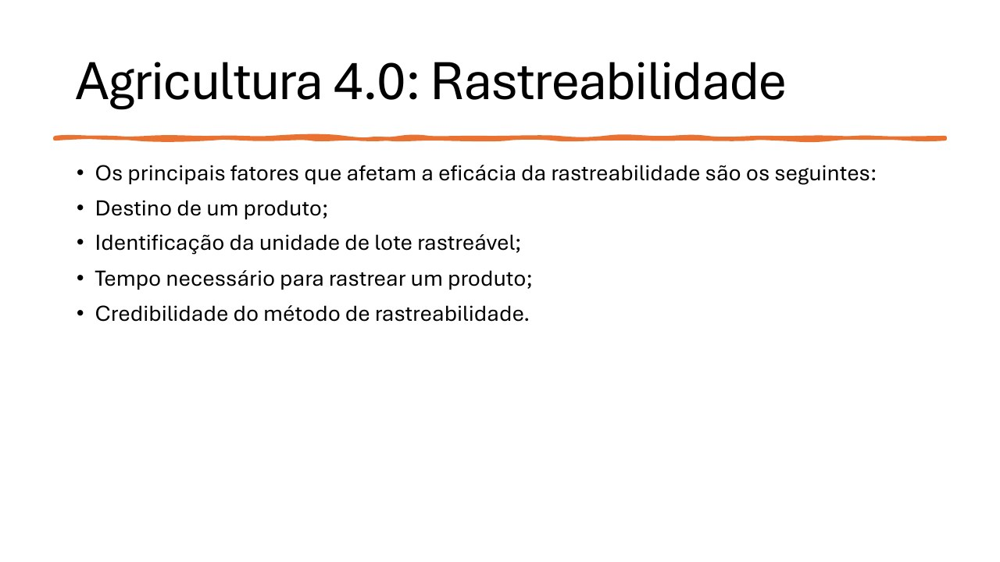 Agricultura 4.0: Rastreabilidade
• Os principais fatores que afetam a eficácia da rastreabilidade são os seguintes:
• Destino de um produto;
• Identificação da unidade de lote rastreável;
• Tempo necessário para rastrear um produto;
• Credibilidade do método de rastreabilidade.